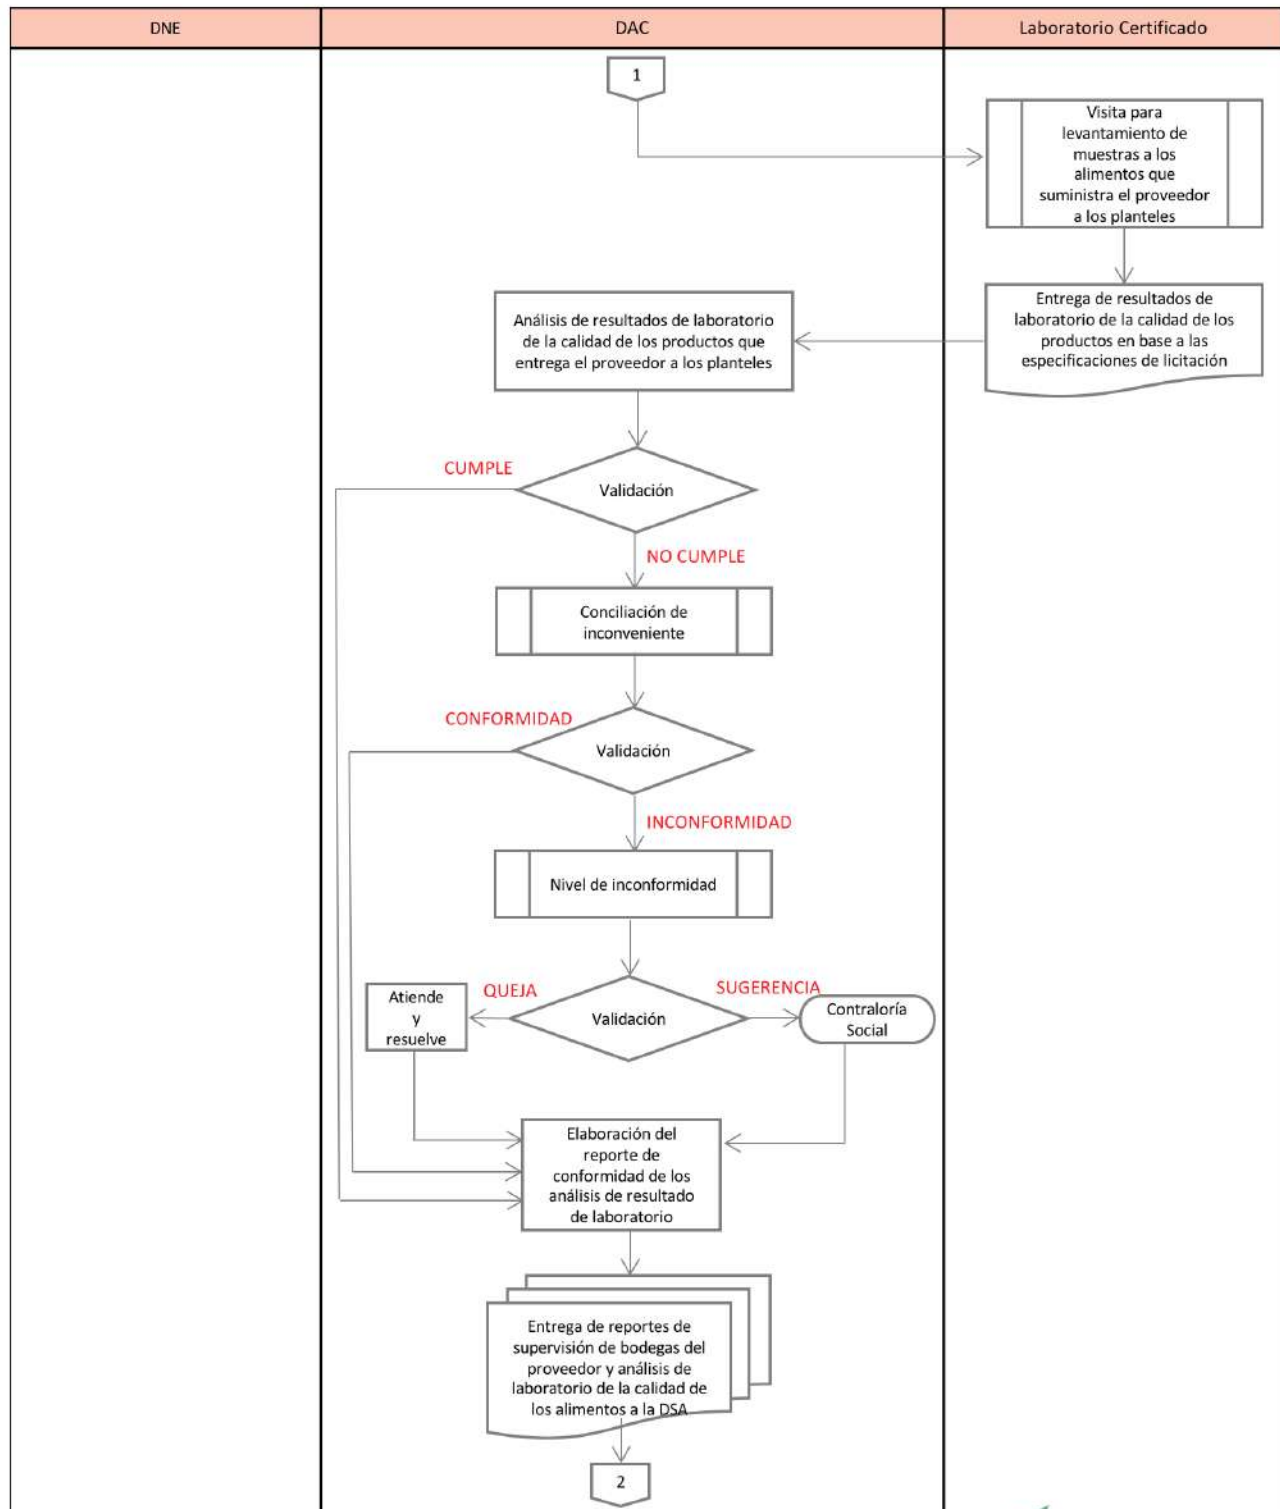 DNE
DAC
Laboratorio Certificado
1
Visita para
levantamiento de
muestras a los
alimentos que
suministra el proveedor
a los planteles
Entrega de resultados de
laboratorio de la calidad de los
productos en base a las
especificaciones de licitación
Análisis de resultados de laboratorio
de la calidad de los productos que
entrega el proveedor a los planteles
CUMPLE
Validación
NO CUMPLE
Conciliación de
inconveniente
CONFORMIDAD
Validación
INCONFORMIDAD
Nivel de inconformidad
Atiende
y
resuelve
QUEJA
Validación
SUGERENCIA
Contraloría
Social
Elaboración del
reporte de
conformidad de los
análisis de resultado
de laboratorio
Entrega de reportes de
supervisión de bodegas del
proveedor y análisis de
laboratorio de la calidad de
los alimentos a la DSA
2